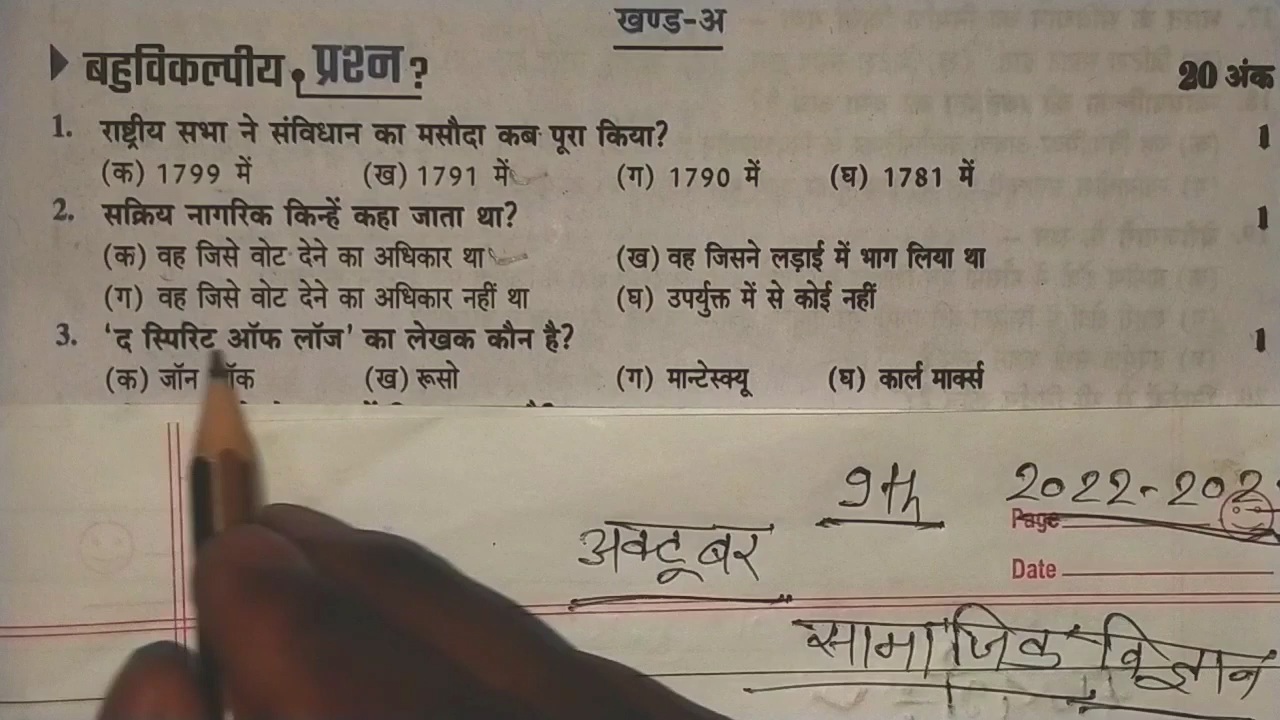 खण्ड-अ
बहुविकल्पीय प्रश्न ? 20 अंक
1. राष्ट्रीय सभा ने संविधान का मसौदा कब पूरा किया? 1
(क) 1799 में (ख) 1791 में (ग) 1790 में (घ) 1781 में
2. सक्रिय नागरिक किन्हें कहा जाता था? 1
(क) वह जिसे वोट देने का अधिकार था (ख) वह जिसने लड़ाई में भाग लिया था
(ग) वह जिसे वोट देने का अधिकार नहीं था (घ) उपर्युक्त में से कोई नहीं
3. 'द स्पिरिट ऑफ लॉज' का लेखक कौन है? 1
(क) जॉन (ख) रूसो (ग) मान्टेस्क्यू (घ) कार्ल मार्क्स
9th 2022-202
Page
अक्टूबर
Date
सामाजिक विज्ञान